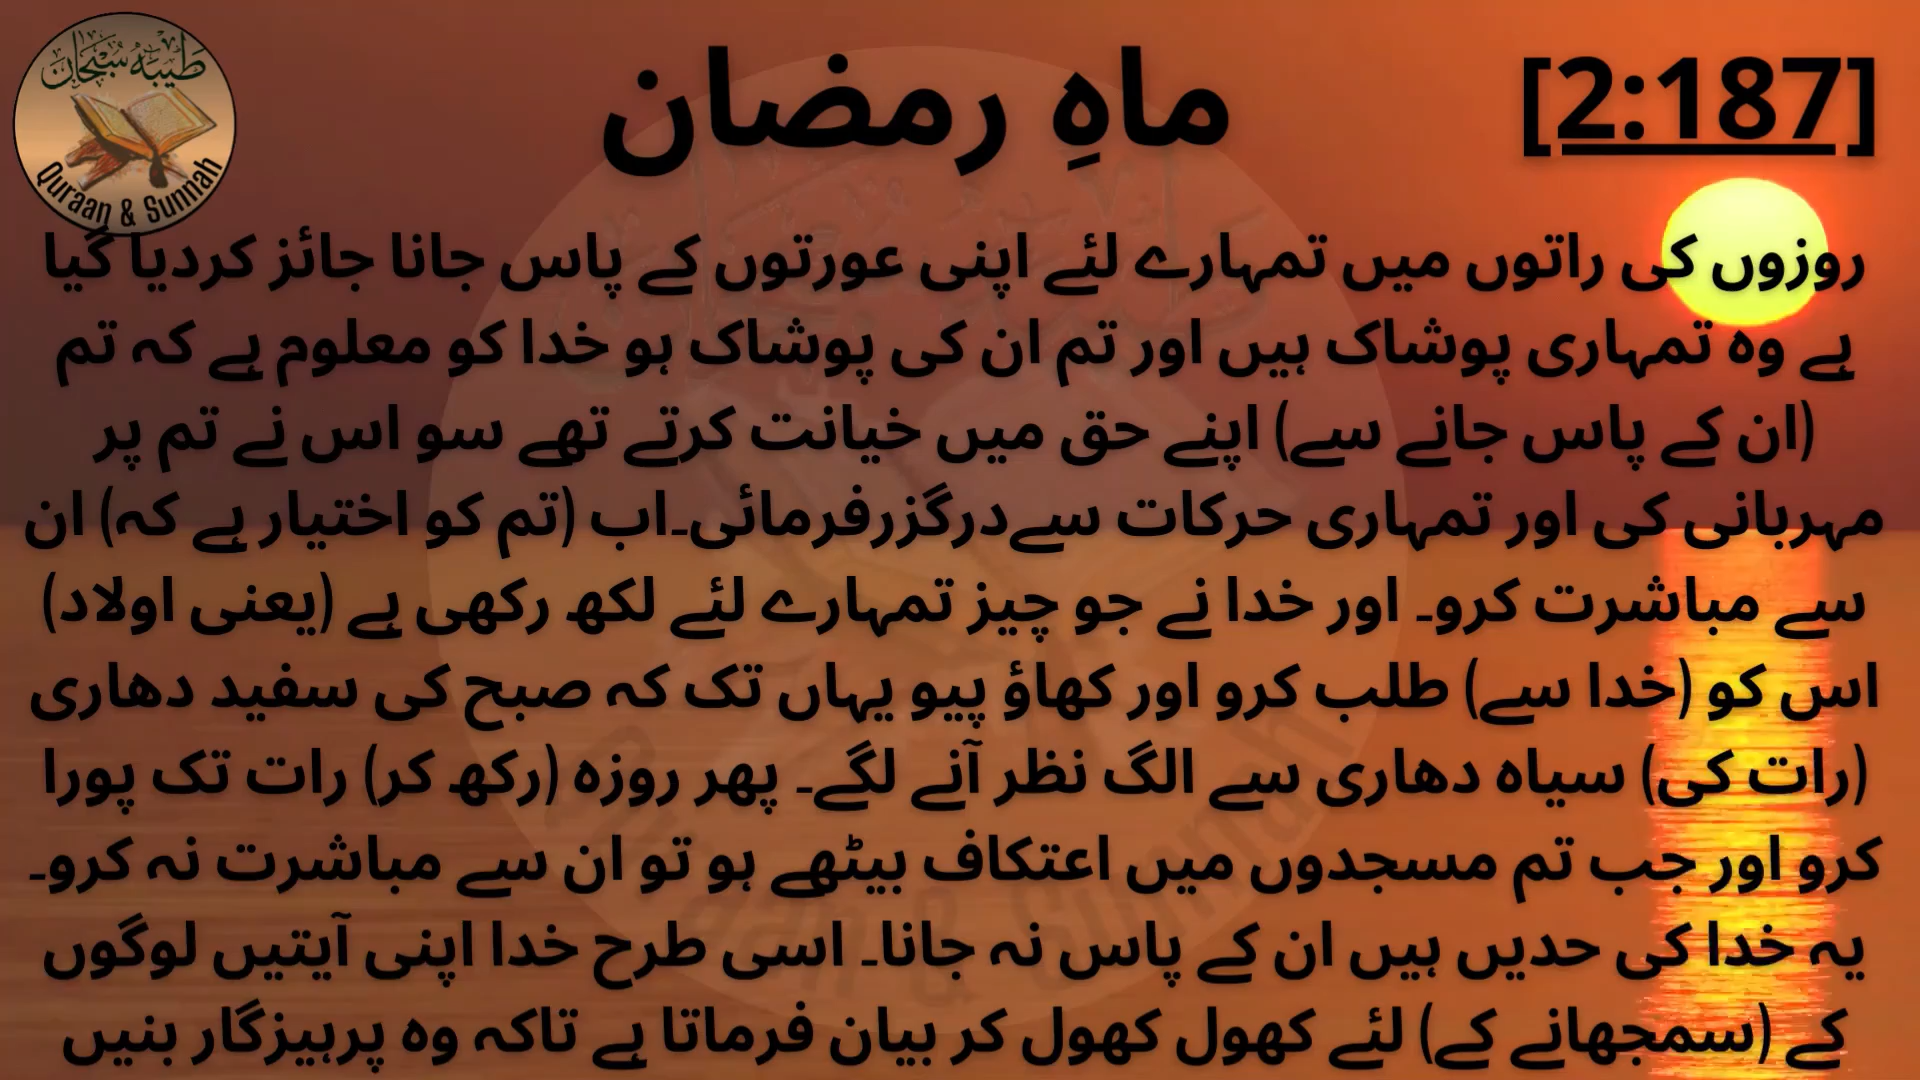 طَيبَه سُبْحَان
Quraan & Sunnah
ماہِ رمضان
[2:187]
روزوں کی راتوں میں تمہارے لئے اپنی عورتوں کے پاس جانا جائز کردیا گیا
ہے وہ تمہاری پوشاک ہیں اور تم ان کی پوشاک ہو خدا کو معلوم ہے کہ تم
(ان کے پاس جانے سے) اپنے حق میں خیانت کرتے تھے سو اس نے تم پر
مہربانی کی اور تمہاری حرکات سےدرگزرفرمائی۔اب (تم کو اختیار ہے کہ) ان
سے مباشرت کرو۔ اور خدا نے جو چیز تمہارے لئے لکھ رکھی ہے (یعنی اولاد)
اس کو (خدا سے) طلب کرو اور کھاؤ پیو یہاں تک کہ صبح کی سفید دھاری
(رات کی) سیاہ دھاری سے الگ نظر آنے لگے۔ پھر روزہ (رکھ کر) رات تک پورا
کرو اور جب تم مسجدوں میں اعتکاف بیٹھے ہو تو ان سے مباشرت نہ کرو۔
یہ خدا کی حدیں ہیں ان کے پاس نہ جانا۔ اسی طرح خدا اپنی آیتیں لوگوں
کے (سمجھانے کے) لئے کھول کھول کر بیان فرماتا ہے تاکہ وہ پرہیزگار بنیں